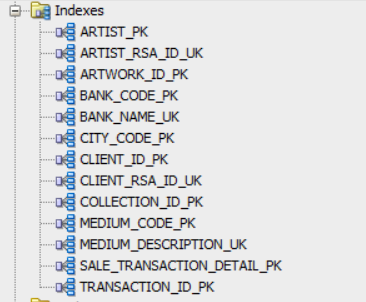 Indexes
ARTIST_PK
ARTIST_RSA_ID_UK
ARTWORK_ID_PK
BANK_CODE_PK
BANK_NAME_UK
CITY_CODE_PK
CLIENT_ID_PK
CLIENT_RSA_ID_UK
COLLECTION_ID_PK
MEDIUM_CODE_PK
MEDIUM_DESCRIPTION_UK
SALE_TRANSACTION_DETAIL_PK
TRANSACTION_ID_PK